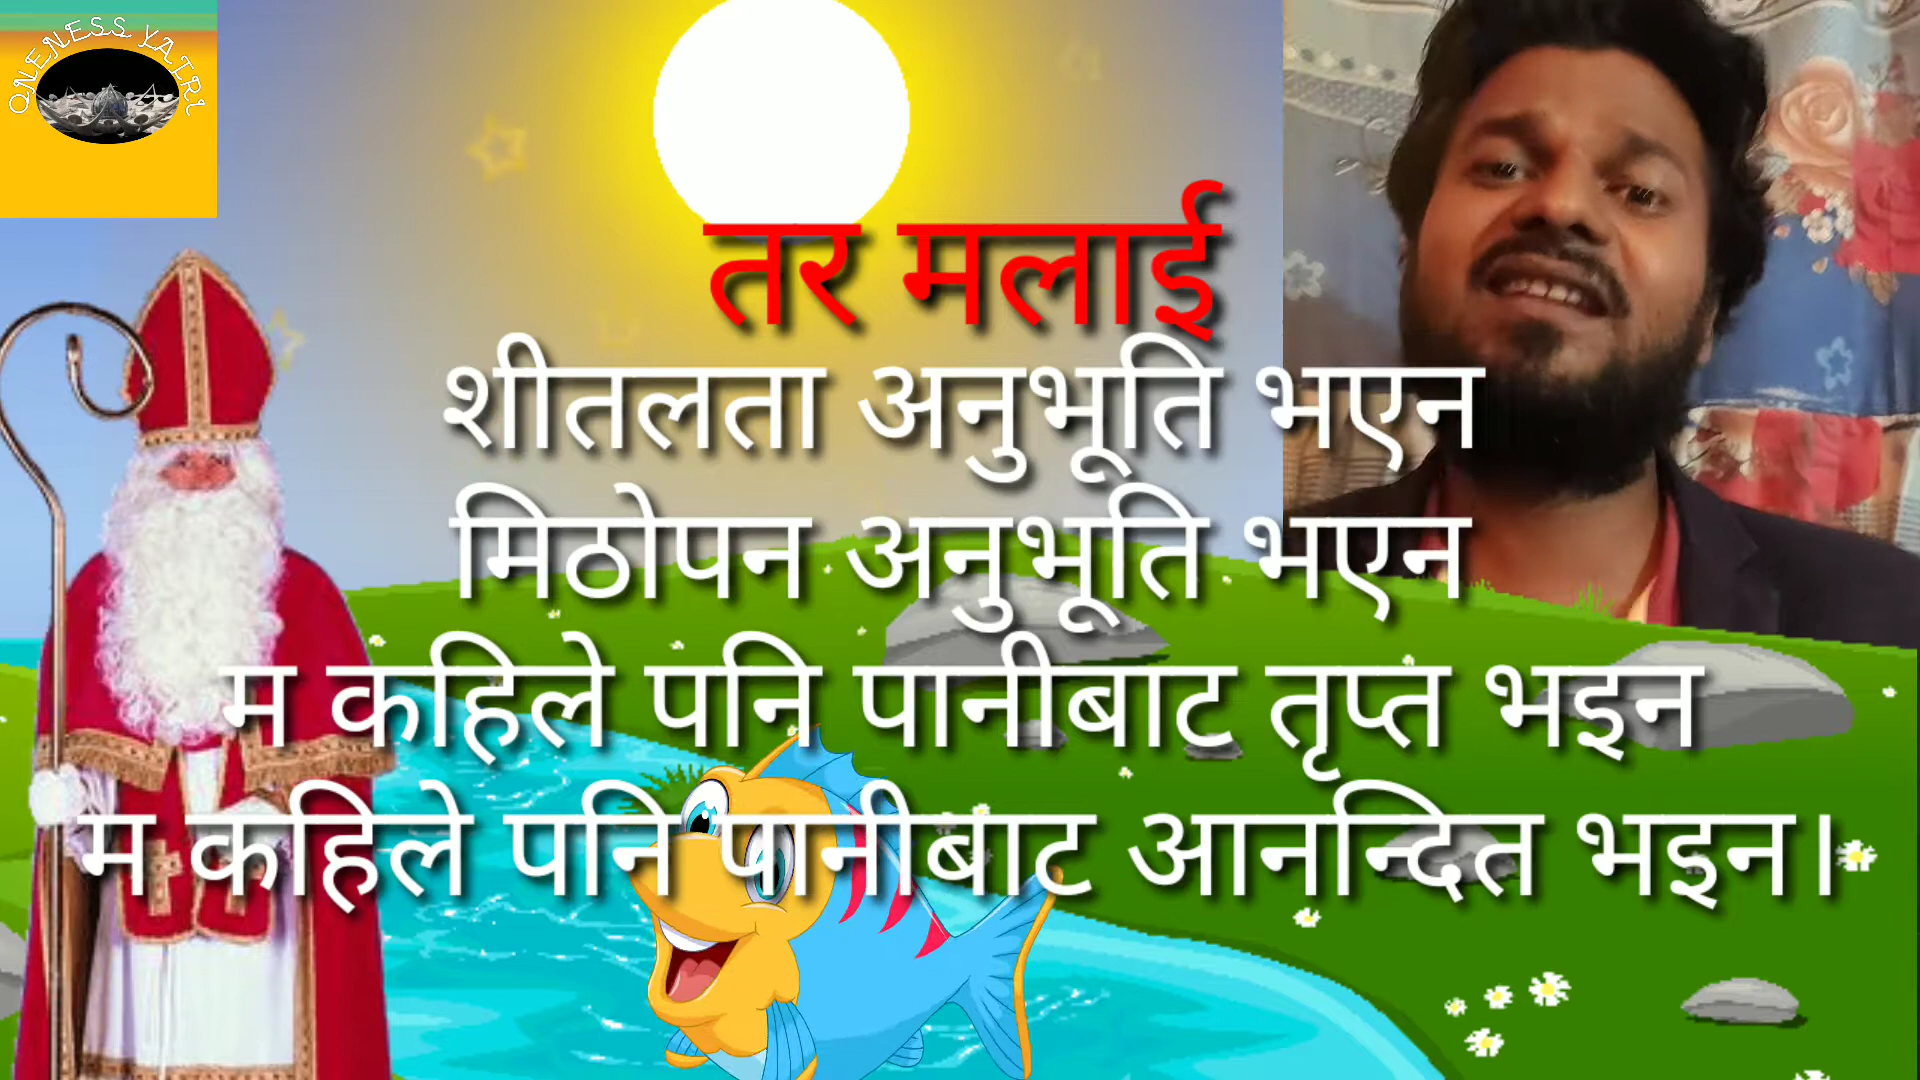 ONENESS YATRI
तर मलाई
शीतलता अनुभूति भएन
मिठोपन अनुभूति भएन
म कहिले पनि पानीबाट तृप्त भइन
म कहिले पनि पानीबाट आनन्दित भइन।